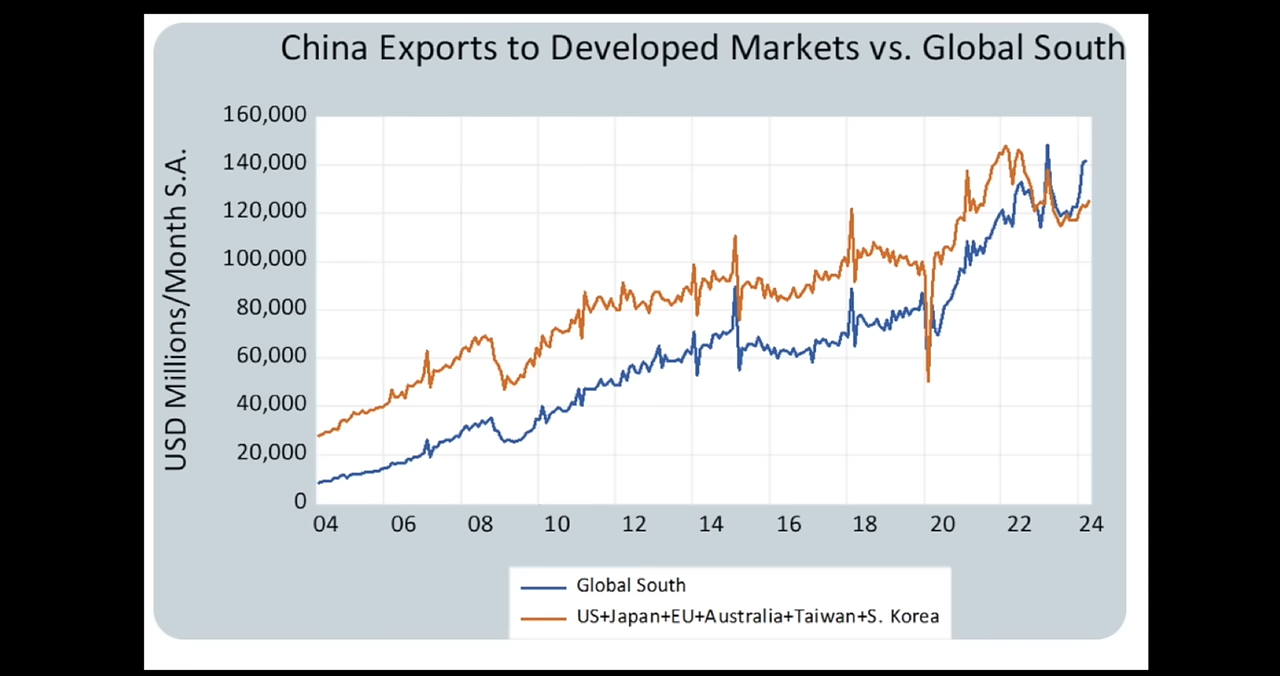 China Exports to Developed Markets vs. Global South
USD Millions/Month S.A.
160,000
140,000
120,000
100,000
80,000
60,000
40,000
20,000
0
04 06 08 10 12 14 16 18 20 22 24
Global South
US+Japan+EU+Australia+Taiwan+S. Korea